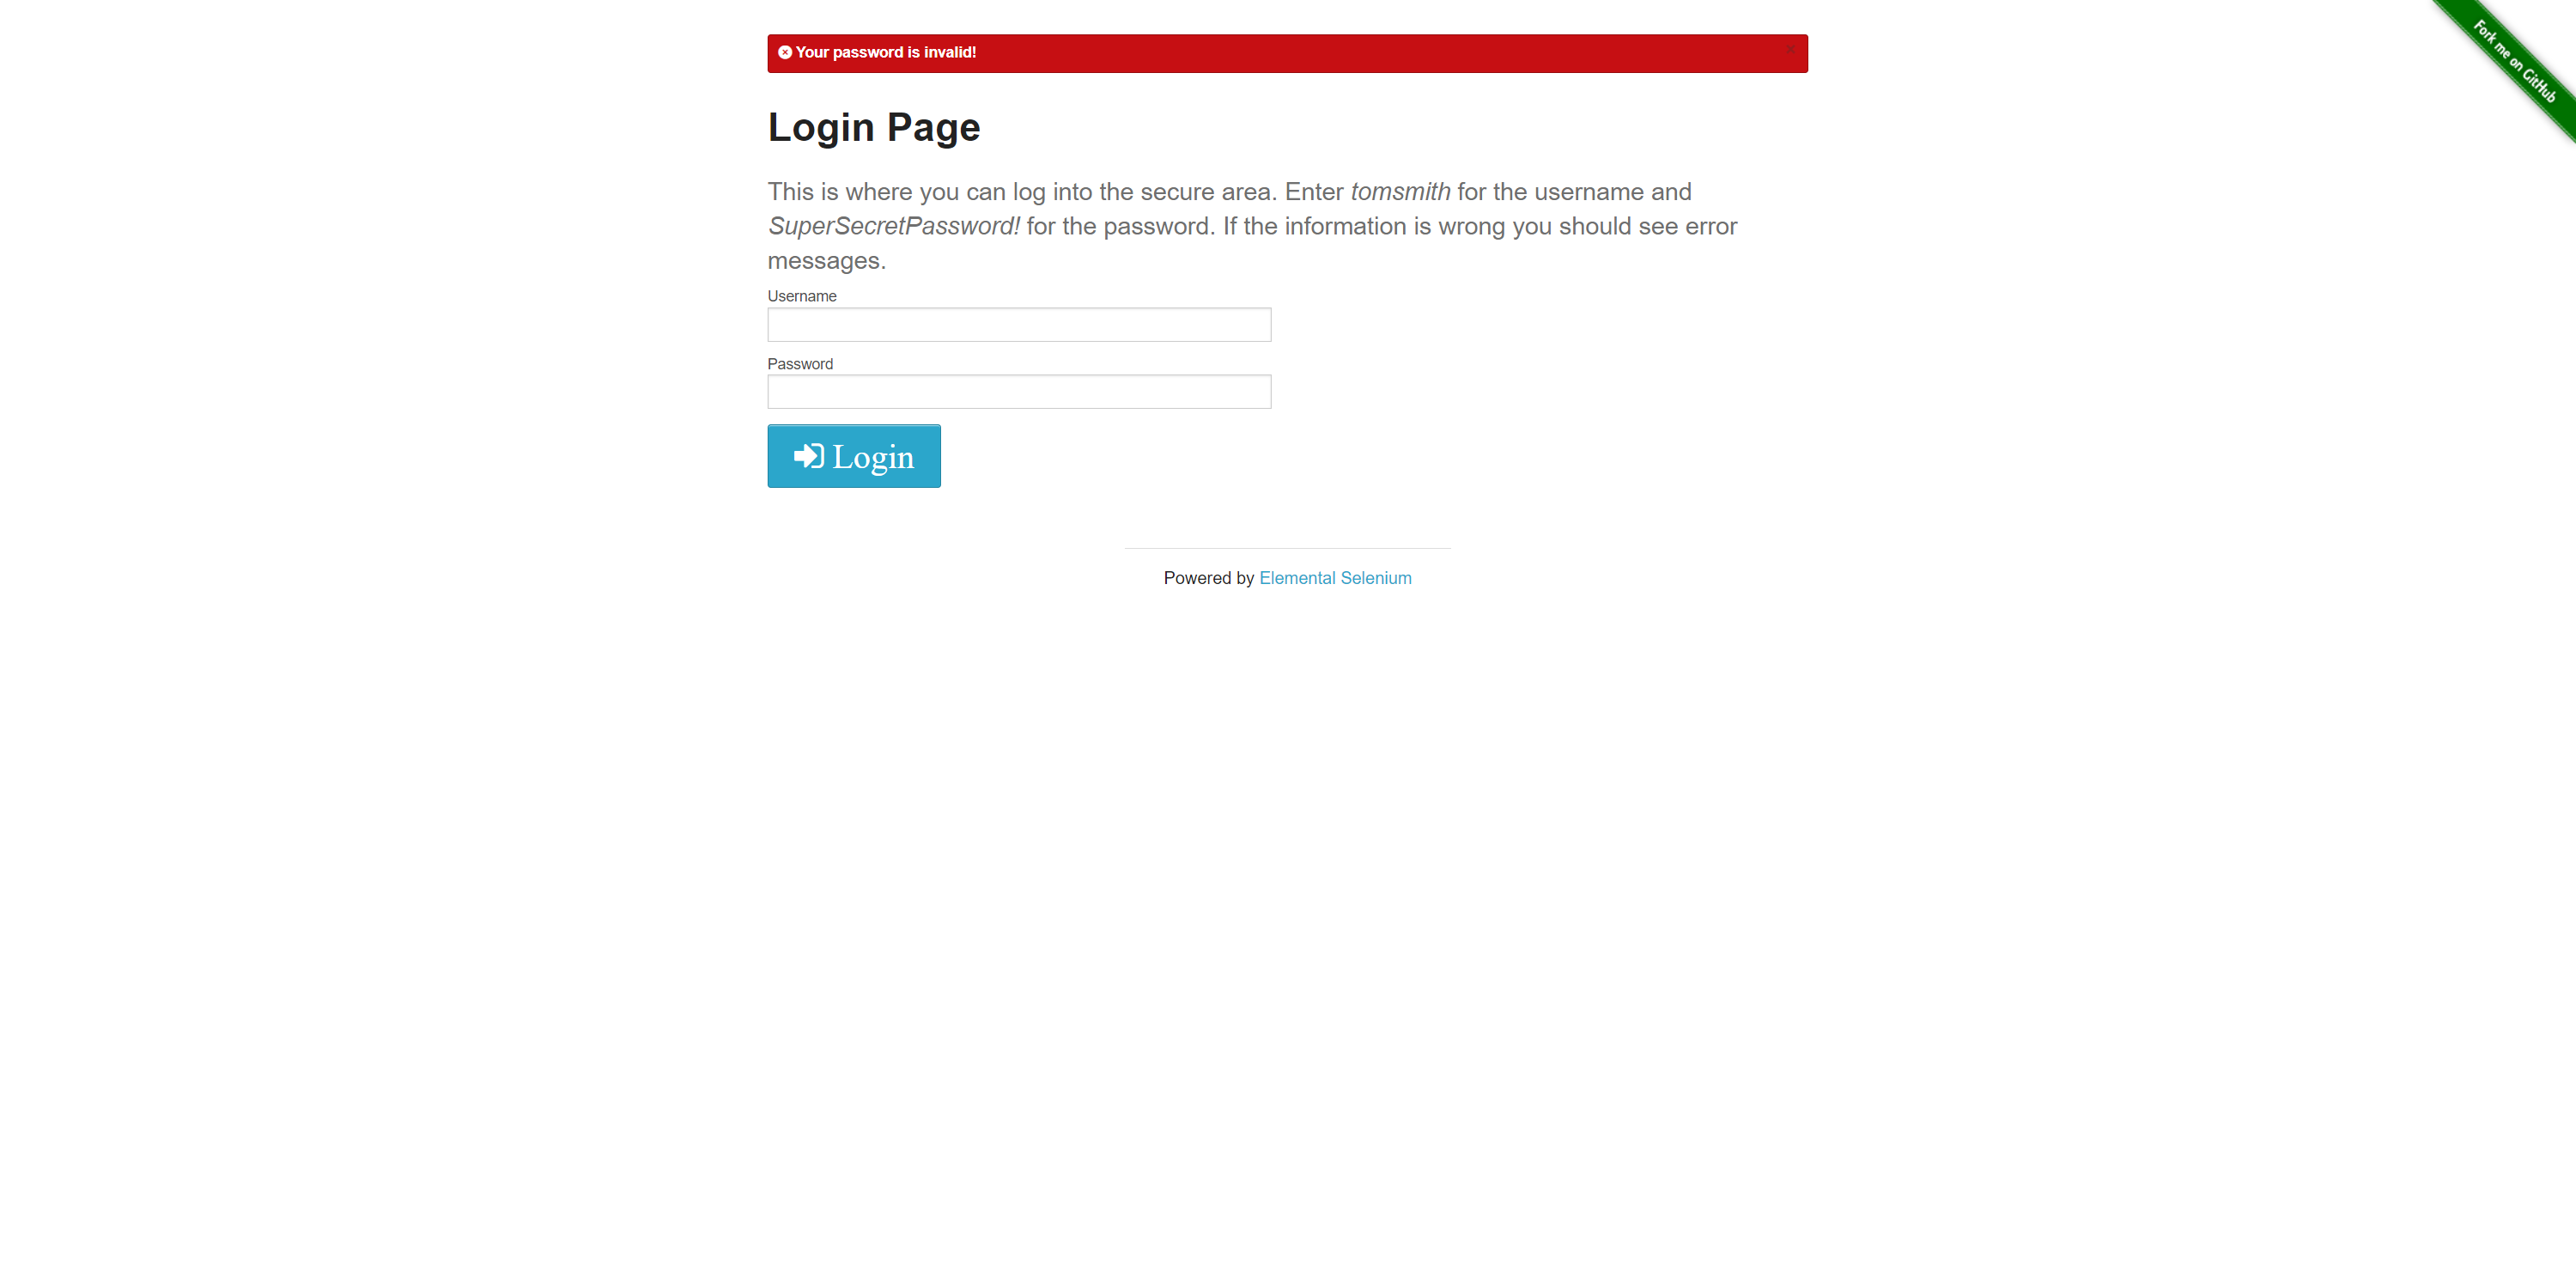 Your password is invalid!
Fork me on GitHub
Login Page
This is where you can log into the secure area. Enter tomsmith for the username and
SuperSecretPassword! for the password. If the information is wrong you should see error
messages.
Username
Password
Login
Powered by Elemental Selenium